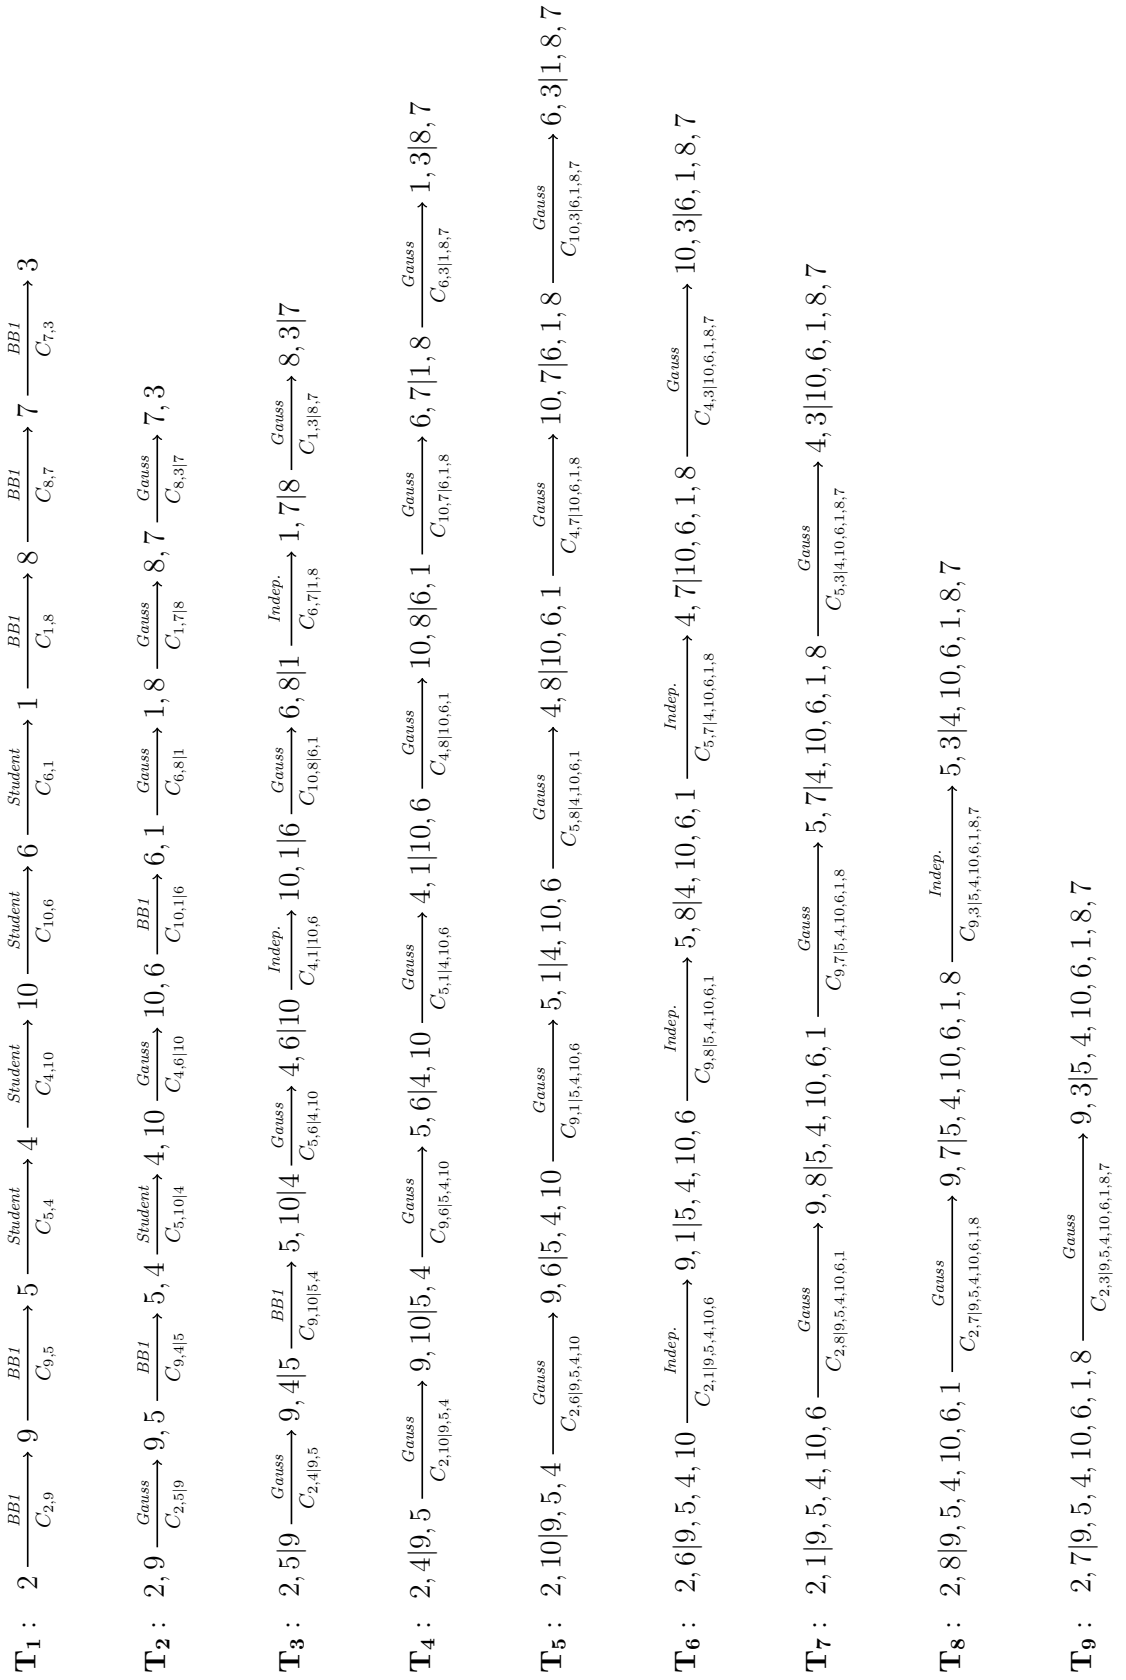 T₁ : 2 —BB1 C₂,₉→ 9 —BB1 C₉,₅→ 5 —Student C₅,₄→ 4 —Student C₄,₁₀→ 10 —Student C₁₀,₆→ 6 —Student C₆,₁→ 1 —BB1 C₁,₈→ 8 —BB1 C₈,₇→ 7 —BB1 C₇,₃→ 3
T₂ : 2, 9 —Gauss C₂,₅|₉→ 9, 5 —BB1 C₉,₄|₅→ 5, 4 —Student C₅,₁₀|₄→ 4, 10 —Gauss C₄,₆|₁₀→ 10, 6 —BB1 C₁₀,₁|₆→ 6, 1 —Gauss C₆,₈|₁→ 1, 8 —Gauss C₁,₇|₈→ 8, 7 —Gauss C₈,₃|₇→ 7, 3
T₃ : 2, 5|9 —Gauss C₂,₄|₉,₅→ 9, 4|5 —BB1 C₉,₁₀|₅,₄→ 5, 10|4 —Gauss C₅,₆|₄,₁₀→ 4, 6|10 —Indep. C₄,₁|₁₀,₆→ 10, 1|6 —Gauss C₁₀,₈|₆,₁→ 6, 8|1 —Indep. C₆,₇|₁,₈→ 1, 7|8 —Gauss C₁,₃|₈,₇→ 8, 3|7
T₄ : 2, 4|9, 5 —Gauss C₂,₁₀|₉,₅,₄→ 9, 10|5, 4 —Gauss C₉,₆|₅,₄,₁₀→ 5, 6|4, 10 —Gauss C₅,₁|₄,₁₀,₆→ 4, 1|10, 6 —Gauss C₄,₈|₁₀,₆,₁→ 10, 8|6, 1 —Gauss C₁₀,₇|₆,₁,₈→ 6, 7|1, 8 —Gauss C₆,₃|₁,₈,₇→ 1, 3|8, 7
T₅ : 2, 10|9, 5, 4 —Gauss C₂,₆|₉,₅,₄,₁₀→ 9, 6|5, 4, 10 —Gauss C₉,₁|₅,₄,₁₀,₆→ 5, 1|4, 10, 6 —Gauss C₅,₈|₄,₁₀,₆,₁→ 4, 8|10, 6, 1 —Gauss C₄,₇|₁₀,₆,₁,₈→ 10, 7|6, 1, 8 —Gauss C₁₀,₃|₆,₁,₈,₇→ 6, 3|1, 8, 7
T₆ : 2, 6|9, 5, 4, 10 —Indep. C₂,₁|₉,₅,₄,₁₀,₆→ 9, 1|5, 4, 10, 6 —Indep. C₉,₈|₅,₄,₁₀,₆,₁→ 5, 8|4, 10, 6, 1 —Indep. C₅,₇|₄,₁₀,₆,₁,₈→ 4, 7|10, 6, 1, 8 —Gauss C₄,₃|₁₀,₆,₁,₈,₇→ 10, 3|6, 1, 8, 7
T₇ : 2, 1|9, 5, 4, 10, 6 —Gauss C₂,₈|₉,₅,₄,₁₀,₆,₁→ 9, 8|5, 4, 10, 6, 1 —Gauss C₉,₇|₅,₄,₁₀,₆,₁,₈→ 5, 7|4, 10, 6, 1, 8 —Gauss C₅,₃|₄,₁₀,₆,₁,₈,₇→ 4, 3|10, 6, 1, 8, 7
T₈ : 2, 8|9, 5, 4, 10, 6, 1 —Gauss C₂,₇|₉,₅,₄,₁₀,₆,₁,₈→ 9, 7|5, 4, 10, 6, 1, 8 —Indep. C₉,₃|₅,₄,₁₀,₆,₁,₈,₇→ 5, 3|4, 10, 6, 1, 8, 7
T₉ : 2, 7|9, 5, 4, 10, 6, 1, 8 —Gauss C₂,₃|₉,₅,₄,₁₀,₆,₁,₈,₇→ 9, 3|5, 4, 10, 6, 1, 8, 7